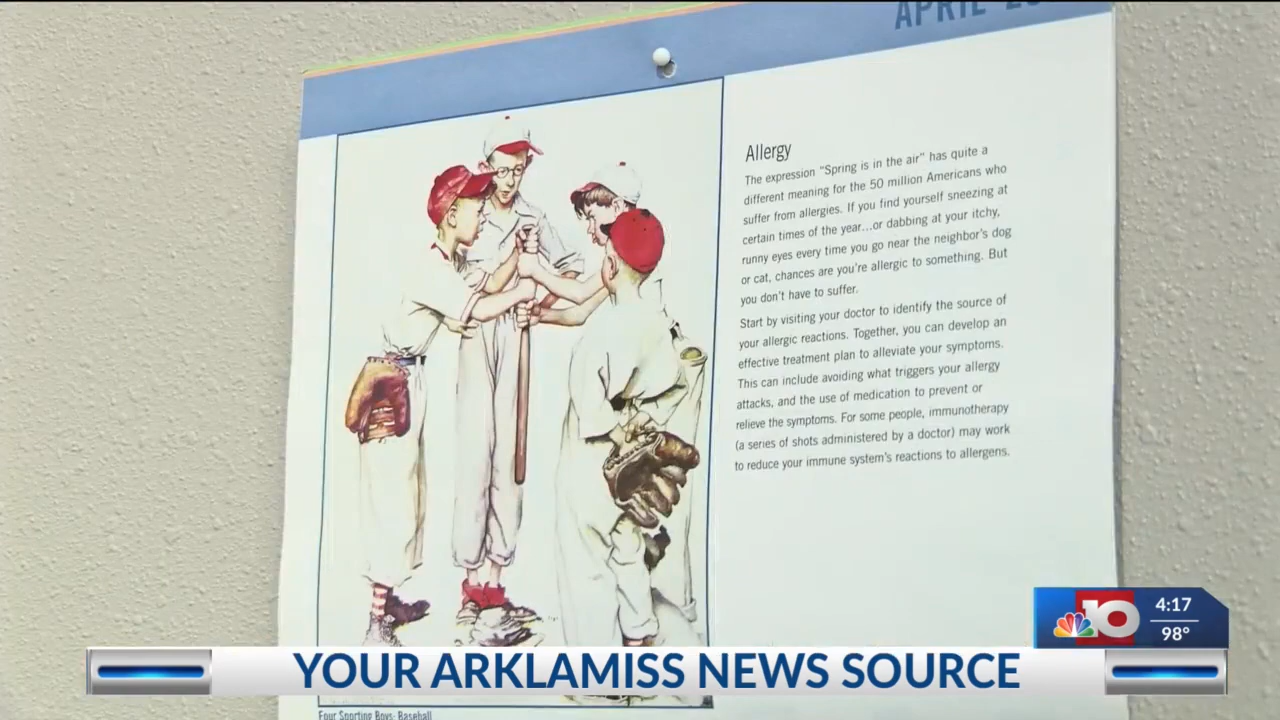 APRIL
Allergy
The expression “Spring is in the air” has quite a
different meaning for the 50 million Americans who
suffer from allergies. If you find yourself sneezing at
certain times of the year...or dabbing at your itchy,
runny eyes every time you go near the neighbor's dog
or cat, chances are you're allergic to something. But
you don't have to suffer.
Start by visiting your doctor to identify the source of
your allergic reactions. Together, you can develop an
effective treatment plan to alleviate your symptoms.
This can include avoiding what triggers your allergy
attacks, and the use of medication to prevent or
relieve the symptoms. For some people, immunotherapy
(a series of shots administered by a doctor) may work
to reduce your immune system's reactions to allergens.
10
4:17
98°
YOUR ARKLAMISS NEWS SOURCE
Four Sporting Boys: Baseball